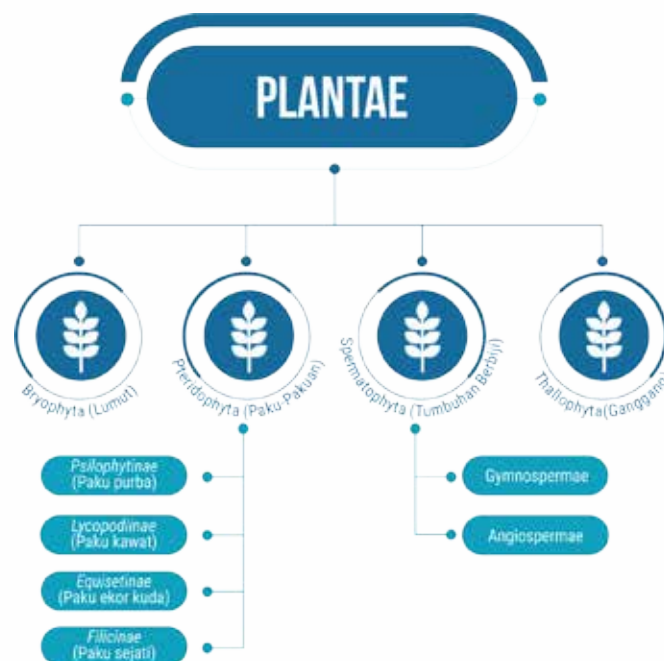 PLANTAE
Bryophyta (Lumut)
Pteridophyta (Paku-Pakuan)
Spermatophyta (Tumbuhan Berbiji)
Thallophyta(Ganggang)
Psilophytinae
(Paku purba)
Lycopodiinae
(Paku kawat)
Equisetinae
(Paku ekor kuda)
Filicinae
(Paku sejati)
Gymnospermae
Angiospermae